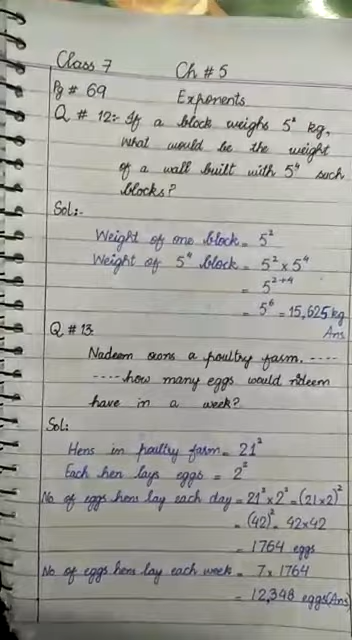 Class 7 Ch # 5
Pg # 69 Exponents
Q # 12:- If a block weighs 5² kg,
what would be the weight
of a wall built with 5⁴ such
blocks?
Sol:-
Weight of one block = 5²
Weight of 5⁴ block = 5² × 5⁴
= 5²⁺⁴
= 5⁶ = 15,625 kg
Ans
Q # 13:
Nadeem owns a poultry farm. ----
---- how many eggs would
have in a week?
Sol:
Hens in poultry farm = 21²
Each hen lays eggs = 2²
No of eggs hens lay each day = 21² × 2² = (21×2)²
= (42)² = 42×42
= 1764 eggs
No of eggs hens lay each week = 7 × 1764
= 12,348 eggs (Ans)